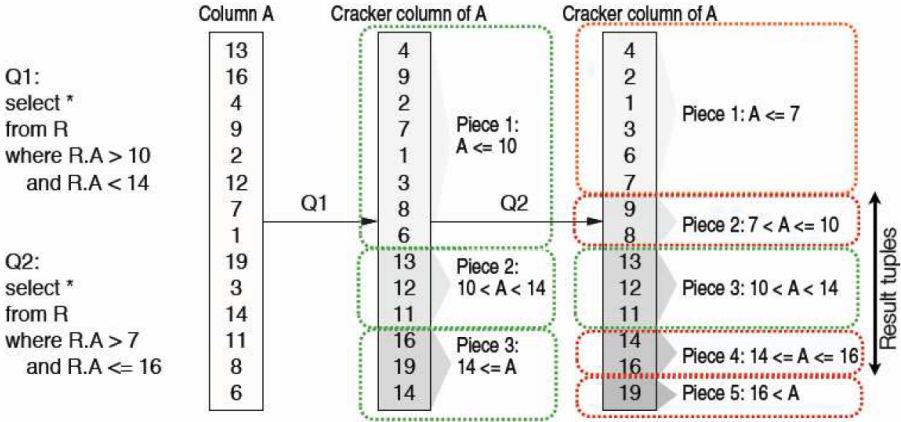 Column A
Cracker column of A
Cracker column of A
Q1:
select *
from R
where R.A > 10
and R.A < 14
Q2:
select *
from R
where R.A > 7
and R.A <= 16
13
16
4
9
2
12
7
1
19
3
14
11
8
6
Q1
4
9
2
7
1
3
8
6
13
12
11
16
19
14
Piece 1:
A <= 10
Piece 2:
10 < A < 14
Piece 3:
14 <= A
Q2
4
2
1
3
6
7
9
8
13
12
11
14
16
19
Piece 1: A <= 7
Piece 2: 7 < A <= 10
Piece 3: 10 < A < 14
Piece 4: 14 <= A <= 16
Piece 5: 16 < A
Result tuples